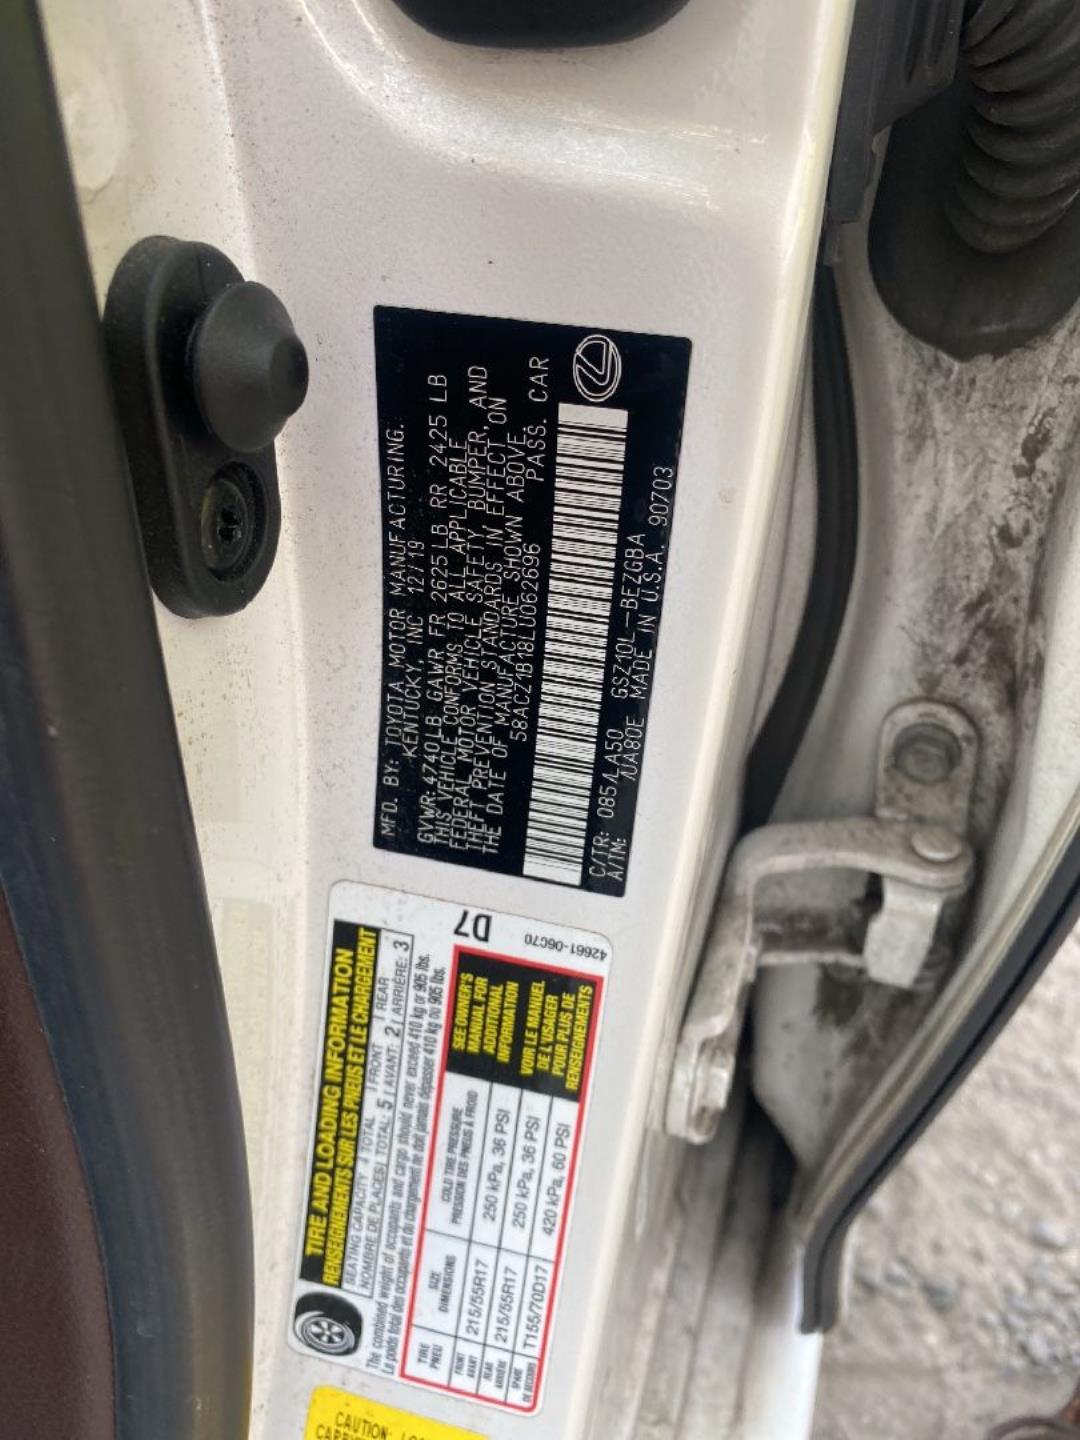 MFD. BY: TOYOTA MOTOR MANUFACTURING.
KENTUCKY, INC 12/19
GVWR: 4740LB GAWR FR 2625LB RR 2425 LB
THIS VEHICLE CONFORMS TO ALL APPLICABLE
FEDERAL MOTOR VEHICLE SAFETY, BUMPER, AND
THEFT PREVENTION STANDARDS IN EFFECT ON
THE DATE OF MANUFACTURE SHOWN ABOVE.
58ACZ1B18LU062696 PASS. CAR
C/TR: 085/LA50 GSZ10L-BEZGBA
A/TM: /UA80E MADE IN U.S.A. 90703
D7
42661-06C70
TIRE AND LOADING INFORMATION
RENSEIGNEMENTS SUR LES PNEUS ET LE CHARGEMENT
SEATING CAPACITY TOTAL FRONT REAR
NOMBRE DE PLACES TOTAL: 5 AVANT: 2 ARRIÈRE: 3
The combined weight of occupants and cargo should never exceed 410 kg or 905 lbs.
Le poids total des occupants et du chargement ne doit jamais dépasser 410 kg ou 905 lbs.
TIRE SIZE COLD TIRE PRESSURE
PNEU DIMENSIONS PRESSION DES PNEUS À FROID
FRONT
AVANT 215/55R17 250 kPa, 36 PSI
REAR
ARRIÈRE 215/55R17 250 kPa, 36 PSI
SPARE
DE SECOURS T155/70D17 420 kPa, 60 PSI
SEE OWNER'S
MANUAL FOR
ADDITIONAL
INFORMATION
VOIR LE MANUEL
DE L'USAGER
POUR PLUS DE
RENSEIGNEMENTS
CAUTION: